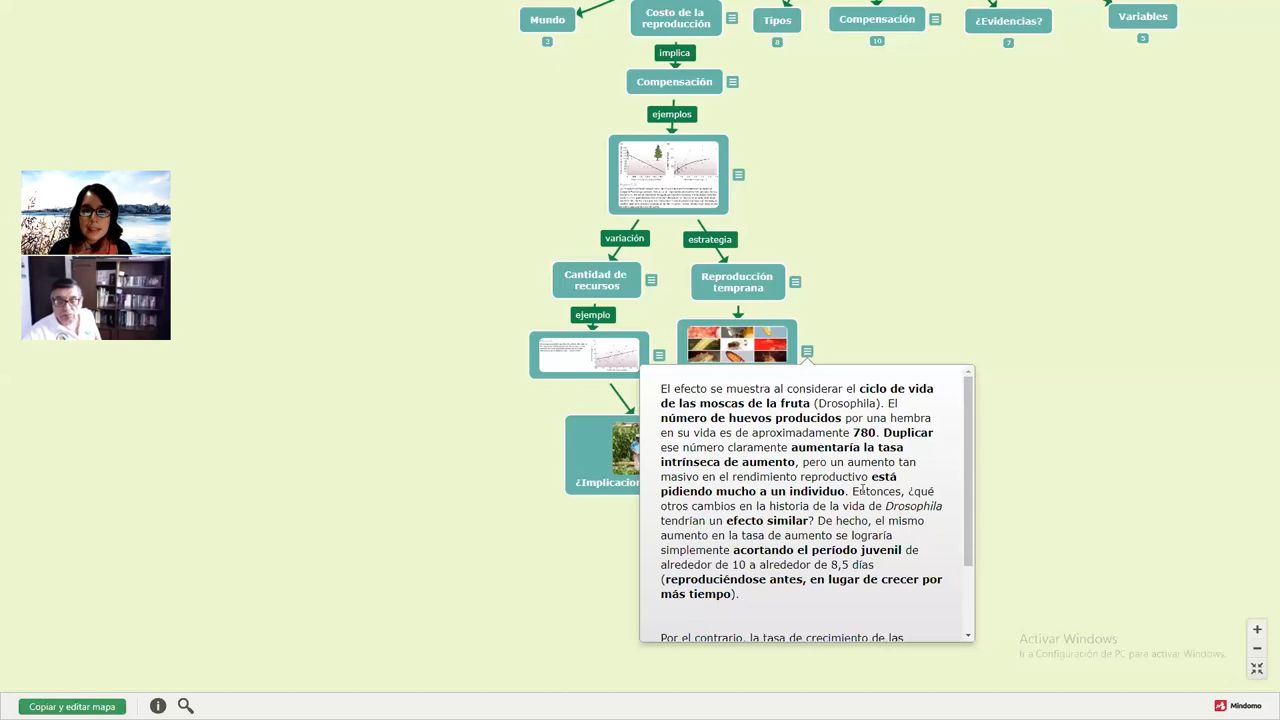 Mundo
3
Costo de la
reproducción
Tipos
8
Compensación
10
¿Evidencias?
7
Variables
5
implica
Compensación
ejemplos
variación
estrategia
Cantidad de
recursos
Reproducción
temprana
ejemplo
¿Implicacion
El efecto se muestra al considerar el ciclo de vida
de las moscas de la fruta (Drosophila). El
número de huevos producidos por una hembra
en su vida es de aproximadamente 780. Duplicar
ese número claramente aumentaría la tasa
intrínseca de aumento, pero un aumento tan
masivo en el rendimiento reproductivo está
pidiendo mucho a un individuo. Entonces, ¿qué
otros cambios en la historia de la vida de Drosophila
tendrían un efecto similar? De hecho, el mismo
aumento en la tasa de aumento se lograría
simplemente acortando el período juvenil de
alrededor de 10 a alrededor de 8,5 días
(reproduciéndose antes, en lugar de crecer por
más tiempo).
Por el contrario, la tasa de crecimiento de las
Activar Windows
Ir a Configuración de PC para activar Windows.
Copiar y editar mapa
Mindomo